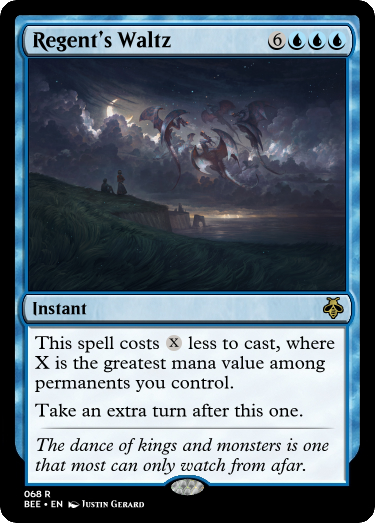 Regent's Waltz 6
Instant
This spell costs X less to cast, where
X is the greatest mana value among
permanents you control.
Take an extra turn after this one.
The dance of kings and monsters is one
that most can only watch from afar.
068 R
BEE • EN Justin Gerard